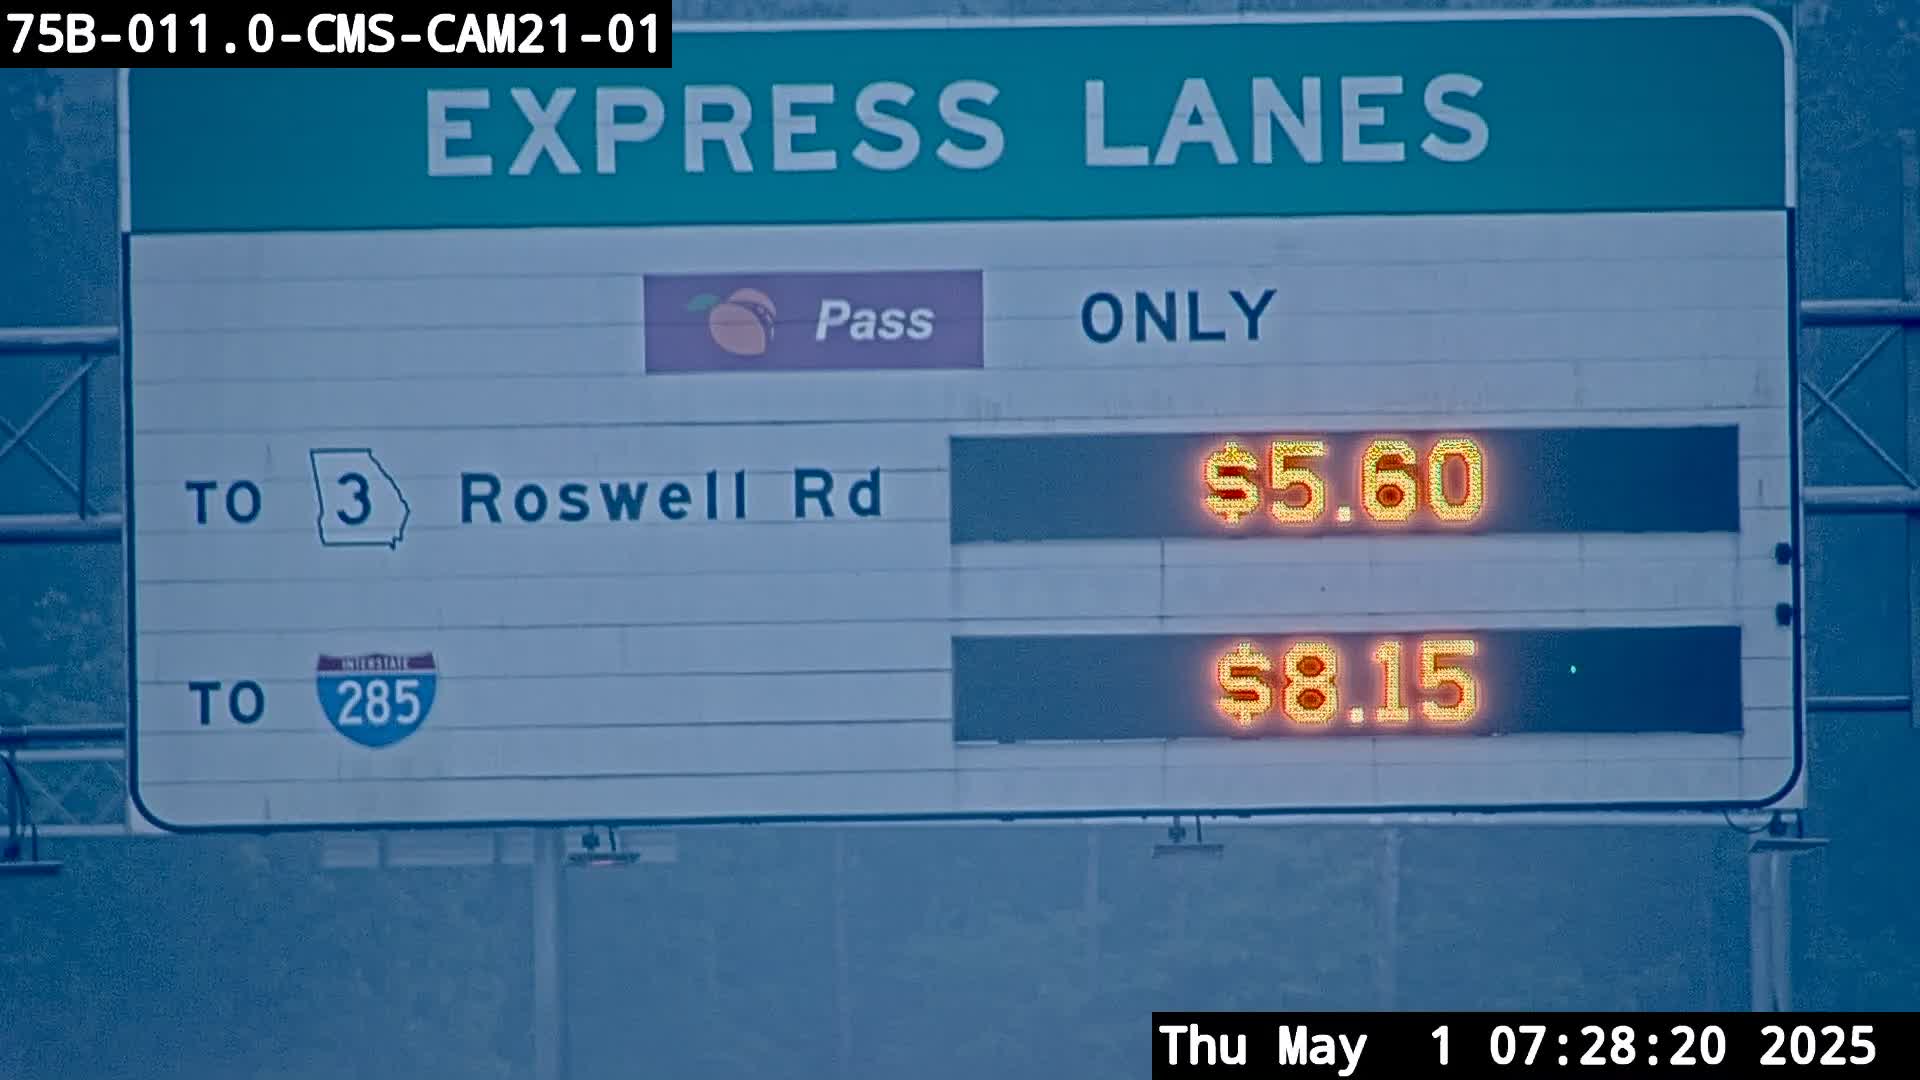 75B-011.0-CMS-CAM21-01
EXPRESS LANES
Pass ONLY
TO 3 Roswell Rd $5.60
INTERSTATE
TO 285 $8.15
Thu May 1 07:28:20 2025